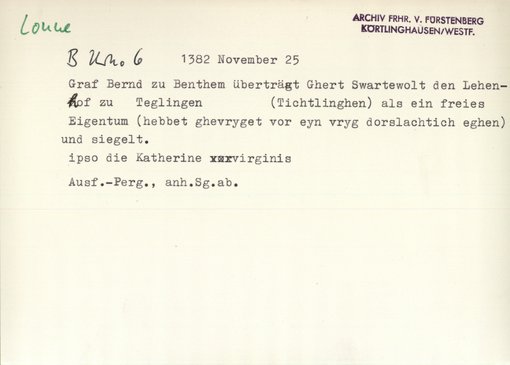 Lonne
ARCHIV FRHR. V. FÜRSTENBERG
KÖRTLINGHAUSEN/WESTF.
B Urk. 6 1382 November 25
Graf Bernd zu Benthem überträgt Ghert Swartewolt den Lehen-
hof zu Teglingen (Tichtlinghen) als ein freies
Eigentum (hebbet ghevryget vor eyn vryg dorslachtich eghen)
und siegelt.
ipso die Katherine virginis
Ausf.-Perg., anh.Sg.ab.